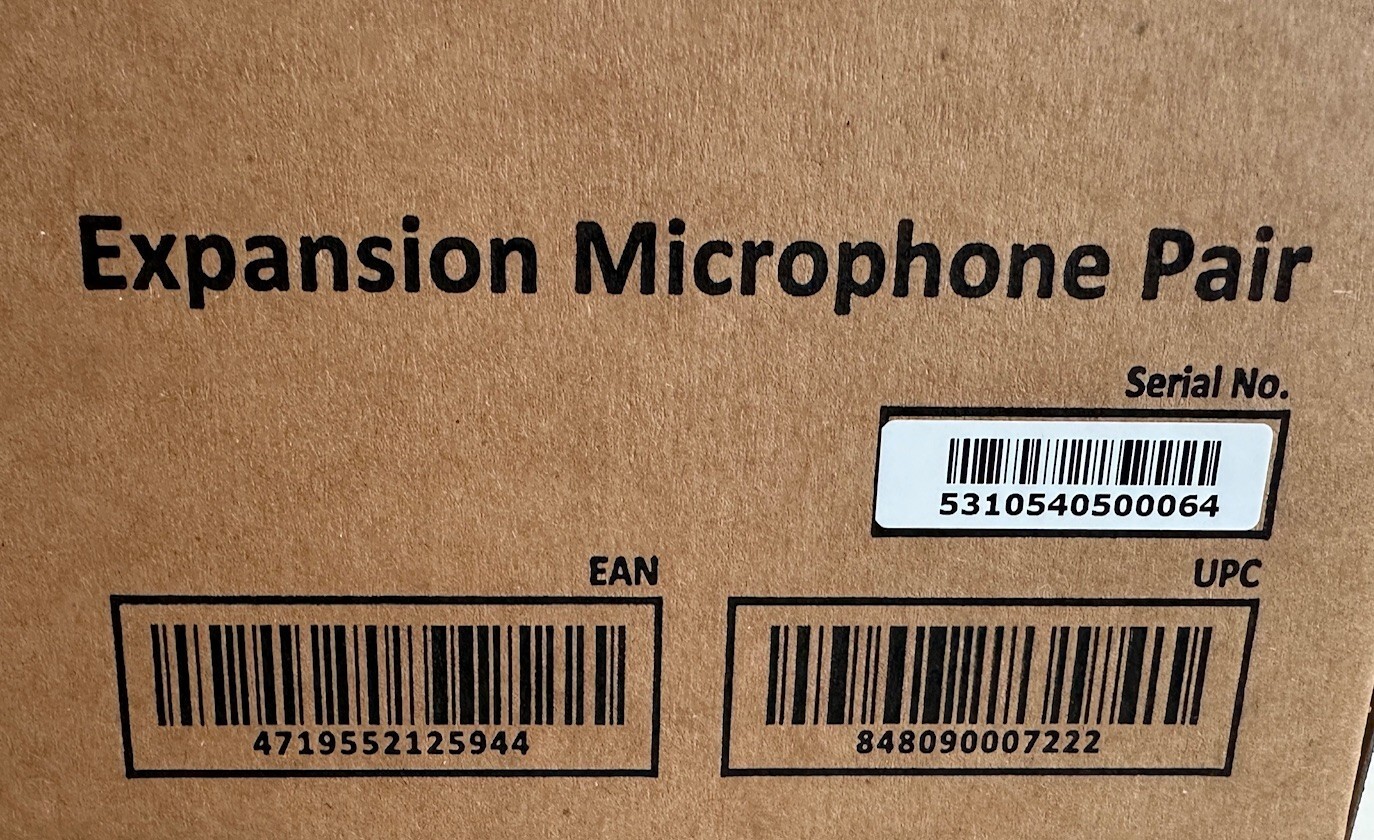 Expansion Microphone Pair
Serial No.
5310540500064
EAN
4719552125944
UPC
848090007222